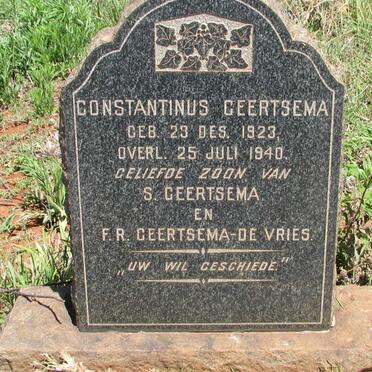 CONSTANTINUS GEERTSEMA
GEB. 23 DES. 1923.
OVERL. 25 JULI 1940.
GELIEFDE ZOON VAN
S. GEERTSEMA
EN
F.R. GEERTSEMA-DE VRIES.
„UW WIL GESCHIEDE."